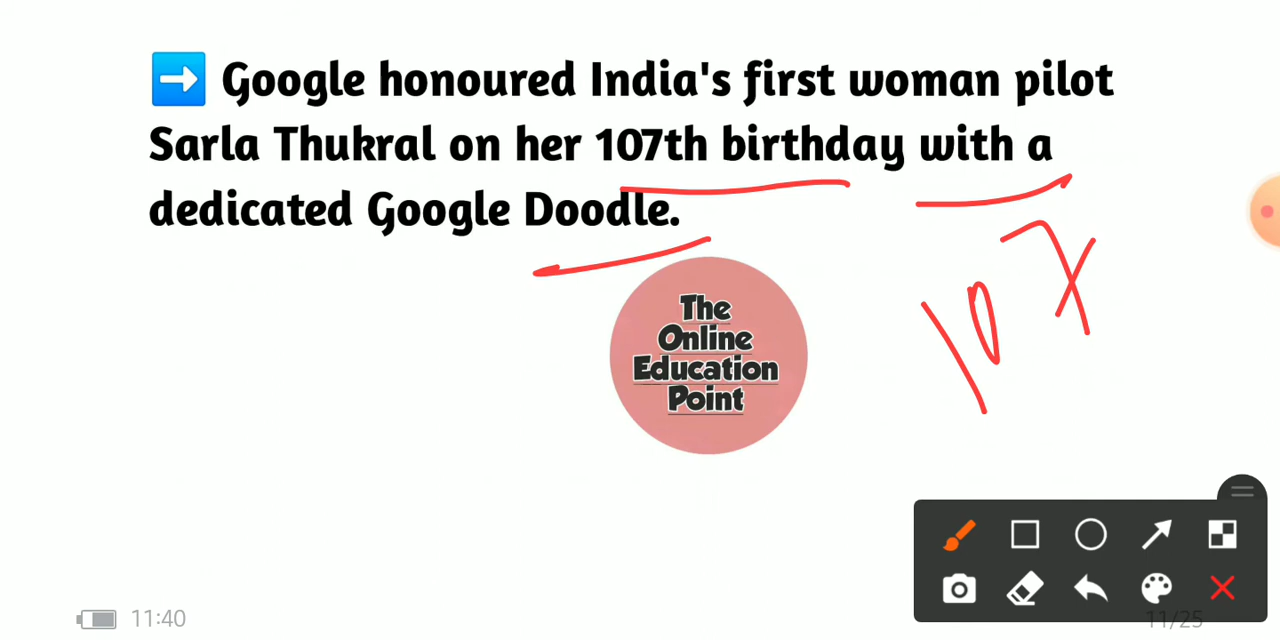 ➡️ Google honoured India's first woman pilot
Sarla Thukral on her 107th birthday with a
dedicated Google Doodle.
107
The
Online
Education
Point
11:40
11/25